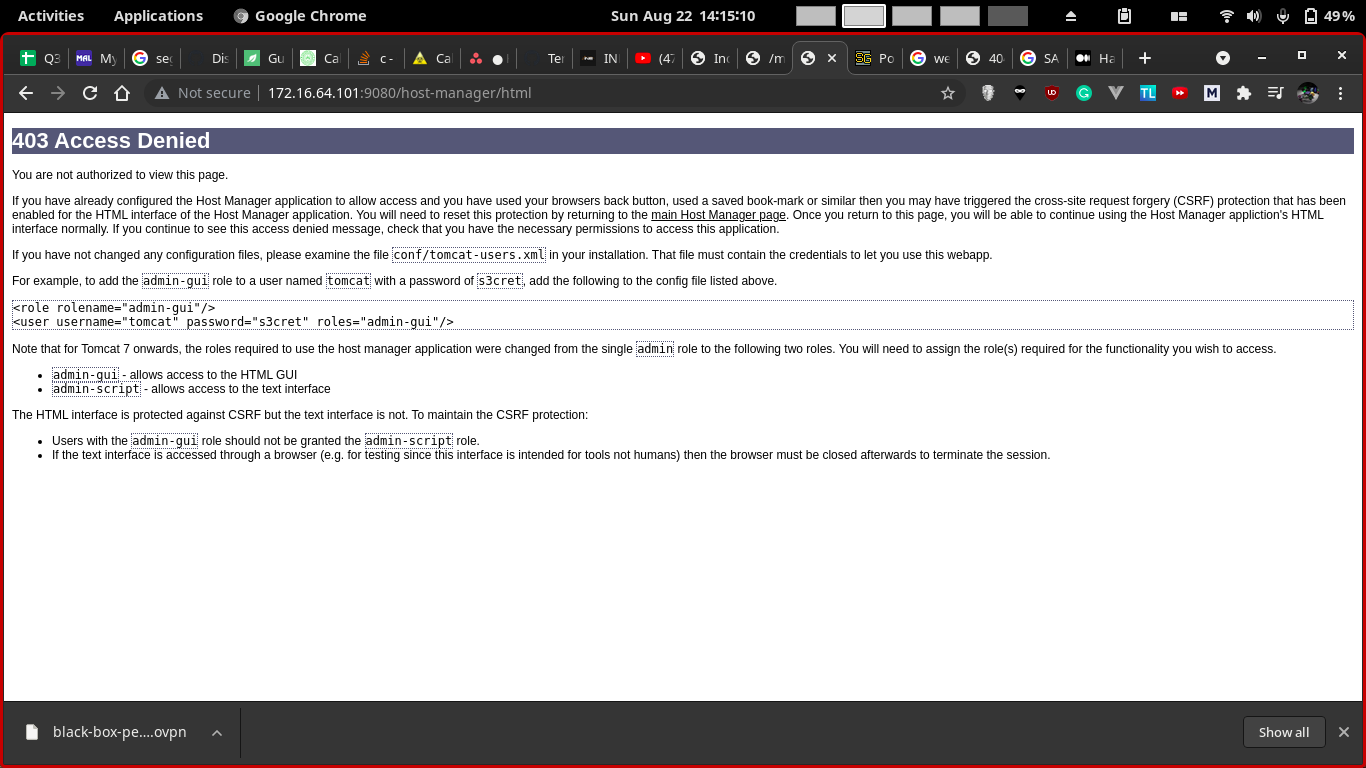 Activities Applications Google Chrome Sun Aug 22 14:15:10 49 %
Q3 MAL My seg Dis Gu Cal c - Cal Ter IN (47 Inc /m Po we 40 SA Ha
Not secure 172.16.64.101:9080/host-manager/html
403 Access Denied
You are not authorized to view this page.
If you have already configured the Host Manager application to allow access and you have used your browsers back button, used a saved book-mark or similar then you may have triggered the cross-site request forgery (CSRF) protection that has been
enabled for the HTML interface of the Host Manager application. You will need to reset this protection by returning to the main Host Manager page. Once you return to this page, you will be able to continue using the Host Manager appliction's HTML
interface normally. If you continue to see this access denied message, check that you have the necessary permissions to access this application.
If you have not changed any configuration files, please examine the file conf/tomcat-users.xml in your installation. That file must contain the credentials to let you use this webapp.
For example, to add the admin-gui role to a user named tomcat with a password of s3cret, add the following to the config file listed above.
<role rolename="admin-gui"/>
<user username="tomcat" password="s3cret" roles="admin-gui"/>
Note that for Tomcat 7 onwards, the roles required to use the host manager application were changed from the single admin role to the following two roles. You will need to assign the role(s) required for the functionality you wish to access.
• admin-gui - allows access to the HTML GUI
• admin-script - allows access to the text interface
The HTML interface is protected against CSRF but the text interface is not. To maintain the CSRF protection:
• Users with the admin-gui role should not be granted the admin-script role.
• If the text interface is accessed through a browser (e.g. for testing since this interface is intended for tools not humans) then the browser must be closed afterwards to terminate the session.
black-box-pe....ovpn Show all